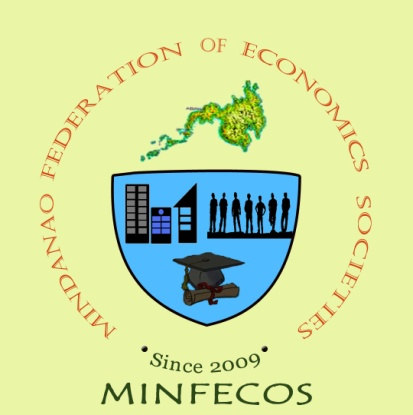 MINDANAO FEDERATION OF ECONOMICS SOCIETIES
Since 2009
MINFECOS